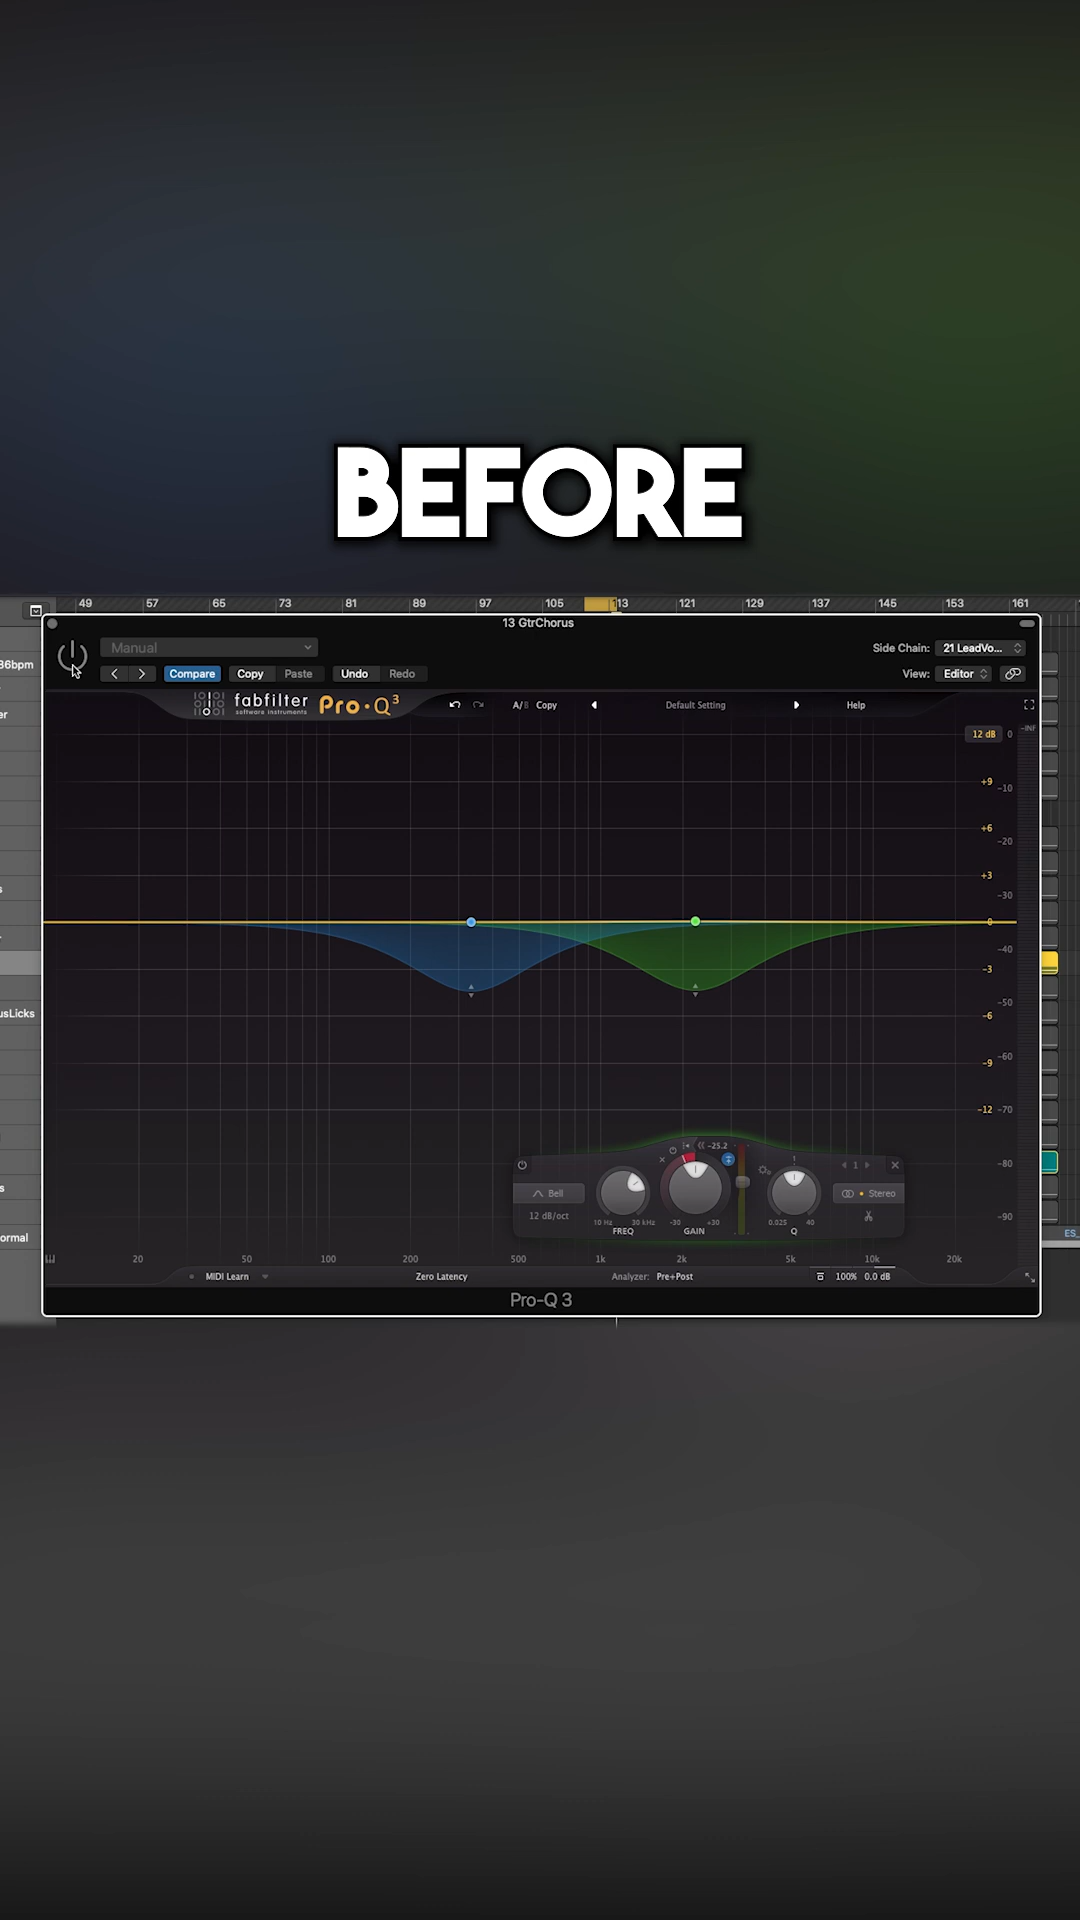 BEFORE
49 57 65 73 81 89 97 105 113 121 129 137 145 153 161
13 GtrChorus
Manual
Side Chain: 21 LeadVo...
36bpm
Compare Copy Paste Undo Redo
View: Editor
fabfilter Pro·Q3
software instruments
A/B Copy Default Setting Help
er
12 dB 0 -INF
+9 -10
+6 -20
+3 -30
s
0
-40
-3
-50
usLicks
-6
-60
-9
-12 -70
-25.2
-80
1
Bell
Stereo
s
12 dB/oct
-90
10 Hz 30 kHz -30 +30 0.025 40
FREQ GAIN Q
ormal
ES_
20 50 100 200 500 1k 2k 5k 10k 20k
MIDI Learn Zero Latency Analyzer: Pre+Post 100% 0.0 dB
Pro-Q 3